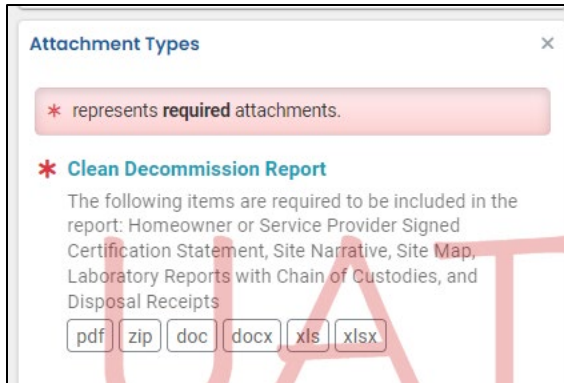 Attachment Types ×
* represents required attachments.
* Clean Decommission Report
The following items are required to be included in the
report: Homeowner or Service Provider Signed
Certification Statement, Site Narrative, Site Map,
Laboratory Reports with Chain of Custodies, and
Disposal Receipts
pdf zip doc docx xls xlsx
UAT